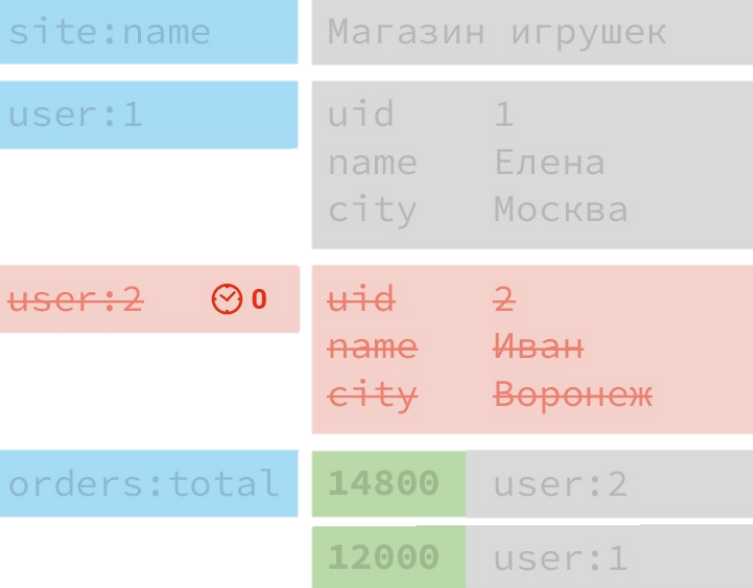 site:name Магазин игрушек
user:1 uid 1
name Елена
city Москва
user:2 0 uid 2
name Иван
city Воронеж
orders:total 14800 user:2
12000 user:1